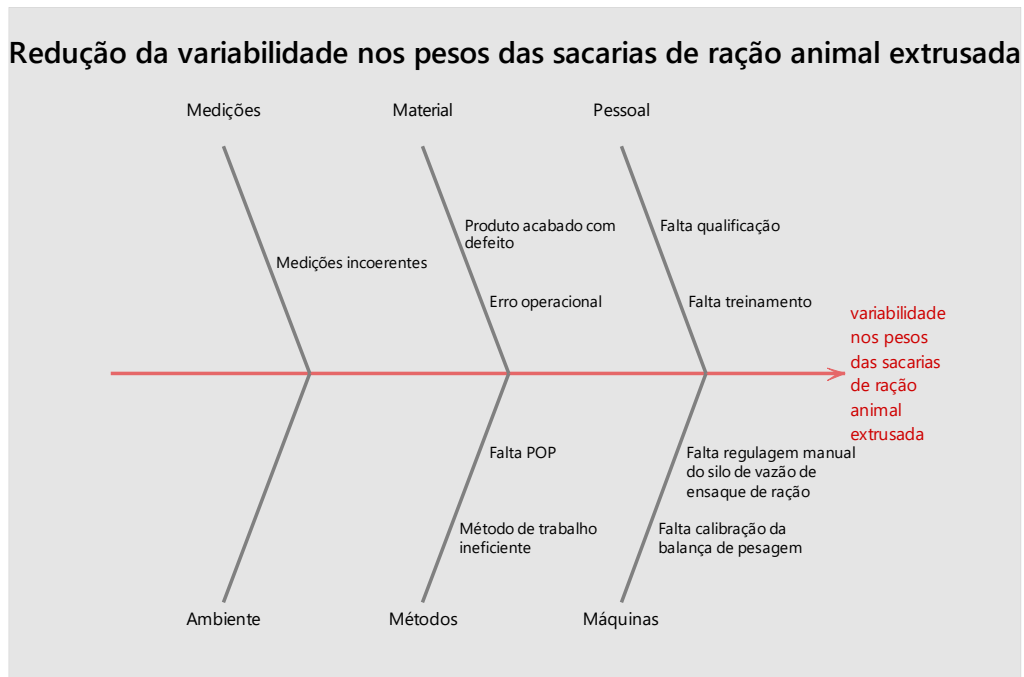 Redução da variabilidade nos pesos das sacarias de ração animal extrusada
Medições
Material
Pessoal
Produto acabado com
defeito
Falta qualificação
Medições incoerentes
Erro operacional
Falta treinamento
variabilidade
nos pesos
das sacarias
de ração
animal
extrusada
Falta POP
Falta regulagem manual
do silo de vazão de
ensaque de ração
Método de trabalho
ineficiente
Falta calibração da
balança de pesagem
Ambiente
Métodos
Máquinas